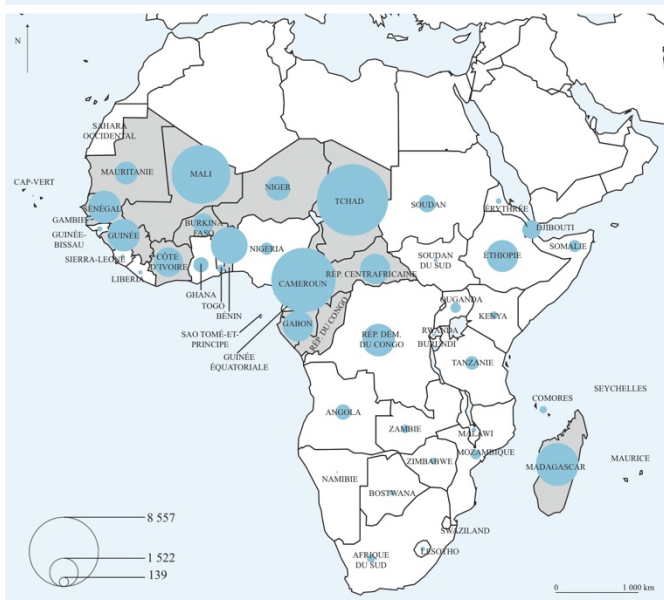 N
SAHARA
OCCIDENTAL
MAURITANIE
MALI
NIGER
TCHAD
SOUDAN
ÉRYTHRÉE
CAP-VERT
SÉNÉGAL
GAMBIE
GUINÉE-
BISSAU
GUINÉE
BURKINA
FASO
DJIBOUTI
SIERRA-LEONE
CÔTE
D'IVOIRE
NIGERIA
SOUDAN
DU SUD
ÉTHIOPIE
SOMALIE
LIBERIA
GHANA
TOGO
BÉNIN
CAMEROUN
RÉP. CENTRAFRICAINE
SAO TOMÉ-ET-
PRINCIPE
GUINÉE
ÉQUATORIALE
GABON
RÉP. DU CONGO
RÉP. DÉM.
DU CONGO
OUGANDA
KENYA
RWANDA
BURUNDI
TANZANIE
SEYCHELLES
COMORES
ANGOLA
ZAMBIE
MALAWI
MOZAMBIQUE
ZIMBABWE
MADAGASCAR
MAURICE
NAMIBIE
BOSTWANA
SWAZILAND
LESOTHO
AFRIQUE
DU SUD
8 557
1 522
139
0 1 000 km